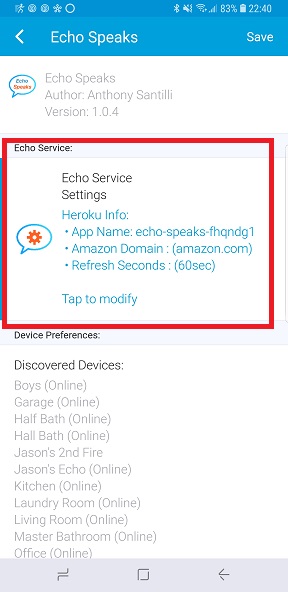 83% 22:40
Echo Speaks
Save
Echo Speaks
Echo Speaks
Author: Anthony Santilli
Version: 1.0.4
Echo Service:
Echo Service
Settings
Heroku Info:
• App Name: echo-speaks-fhqndg1
• Amazon Domain : (amazon.com)
• Refresh Seconds : (60sec)
Tap to modify
Device Preferences:
Discovered Devices:
Boys (Online)
Garage (Online)
Half Bath (Online)
Hall Bath (Online)
Jason's 2nd Fire
Jason's Echo (Online)
Kitchen (Online)
Laundry Room (Online)
Living Room (Online)
Master Bathroom (Online)
Office (Online)